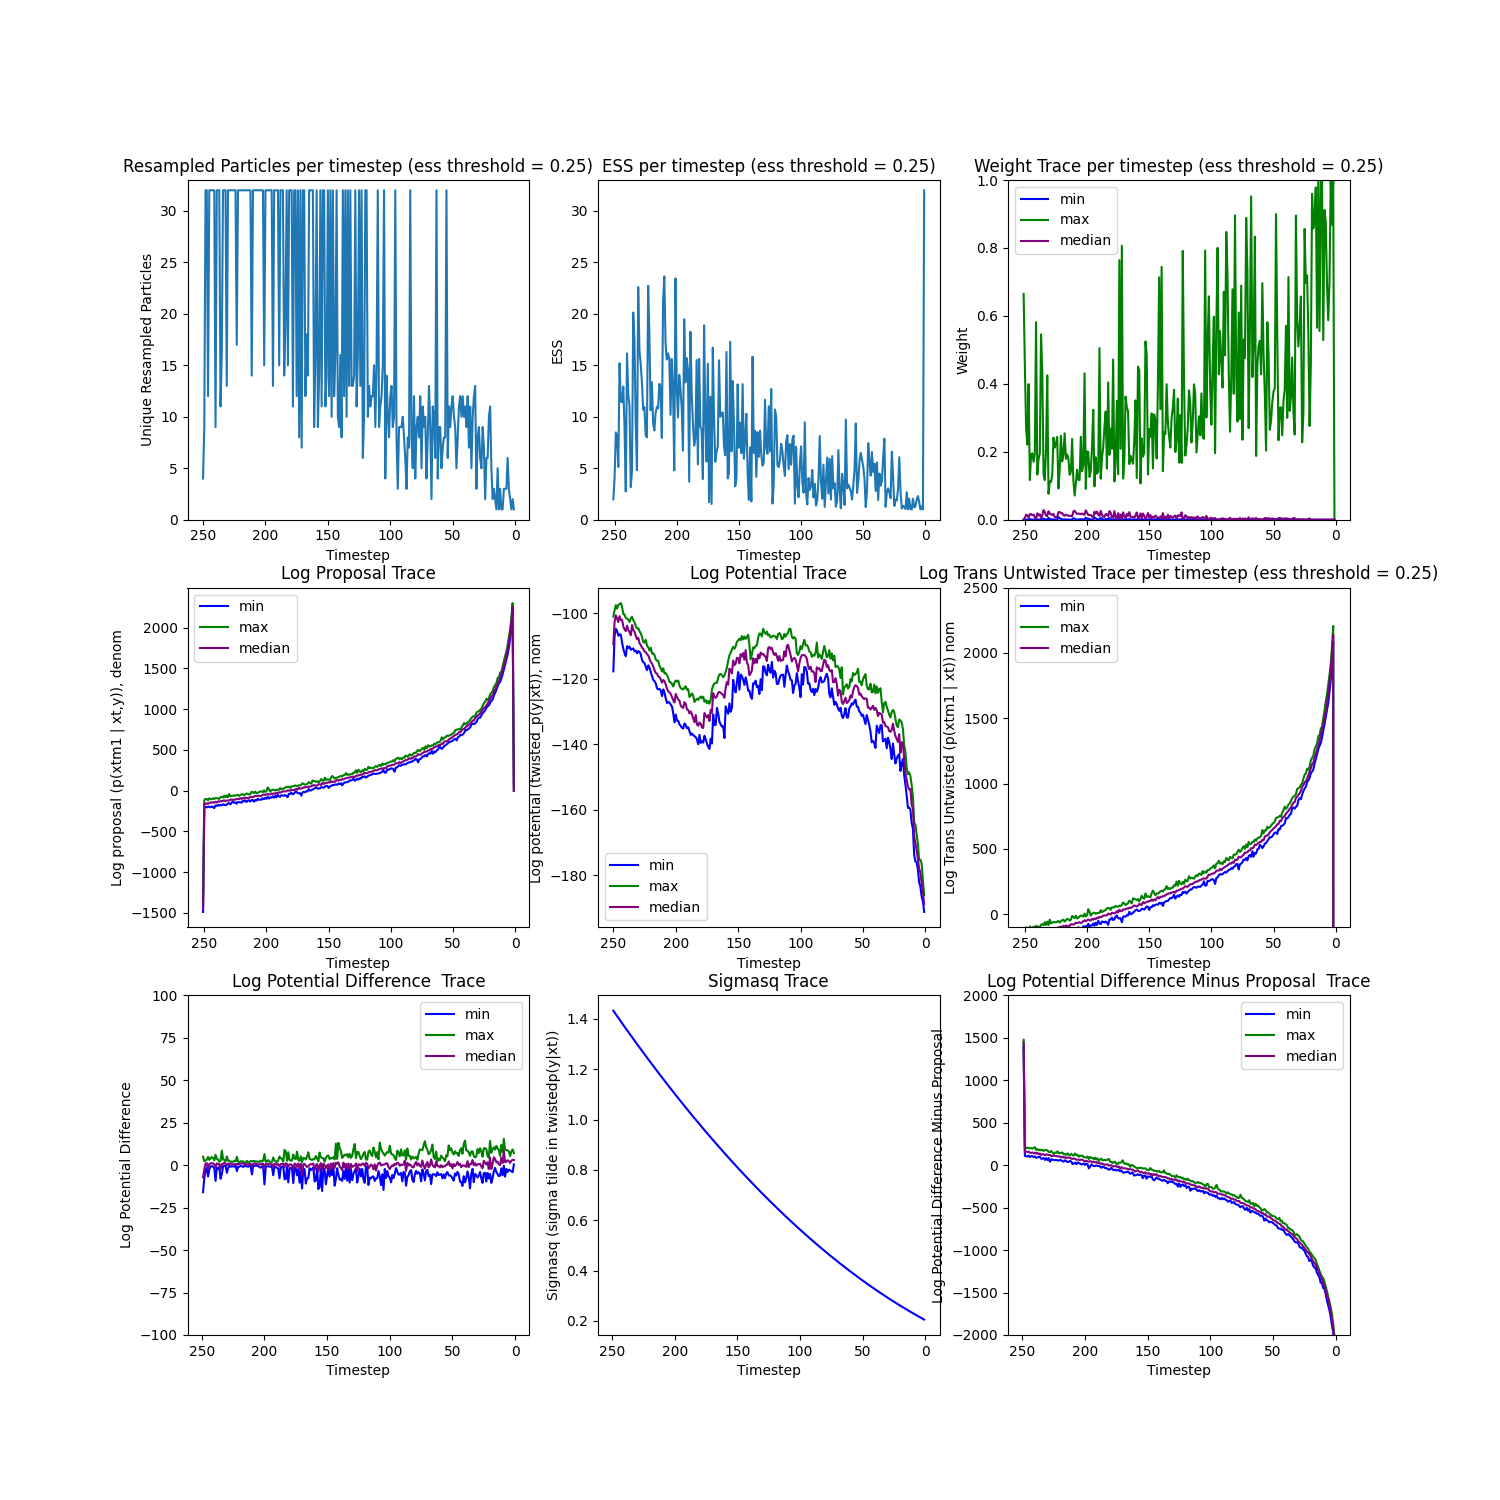 Resampled Particles per timestep (ess threshold = 0.25)
Unique Resampled Particles
30
25
20
15
10
5
0
250 200 150 100 50 0
Timestep
ESS per timestep (ess threshold = 0.25)
ESS
30
25
20
15
10
5
0
250 200 150 100 50 0
Timestep
Weight Trace per timestep (ess threshold = 0.25)
Weight
1.0
0.8
0.6
0.4
0.2
0.0
min
max
median
250 200 150 100 50 0
Timestep
Log Proposal Trace
Log proposal (p(xtm1 | xt,y)), denom
2000
1500
1000
500
0
−500
−1000
−1500
min
max
median
250 200 150 100 50 0
Timestep
Log Potential Trace
Log potential (twisted_p(y|xt)), nom
−100
−120
−140
−160
−180
min
max
median
250 200 150 100 50 0
Timestep
Log Trans Untwisted Trace per timestep (ess threshold = 0.25)
Log Trans Untwisted (p(xtm1 | xt)) nom
2500
2000
1500
1000
500
0
min
max
median
250 200 150 100 50 0
Timestep
Log Potential Difference  Trace
Log Potential Difference
100
75
50
25
0
−25
−50
−75
−100
min
max
median
250 200 150 100 50 0
Timestep
Sigmasq Trace
Sigmasq (sigma tilde in twistedp(y|xt))
1.4
1.2
1.0
0.8
0.6
0.4
0.2
250 200 150 100 50 0
Timestep
Log Potential Difference Minus Proposal  Trace
Log Potential Difference Minus Proposal
2000
1500
1000
500
0
−500
−1000
−1500
−2000
min
max
median
250 200 150 100 50 0
Timestep